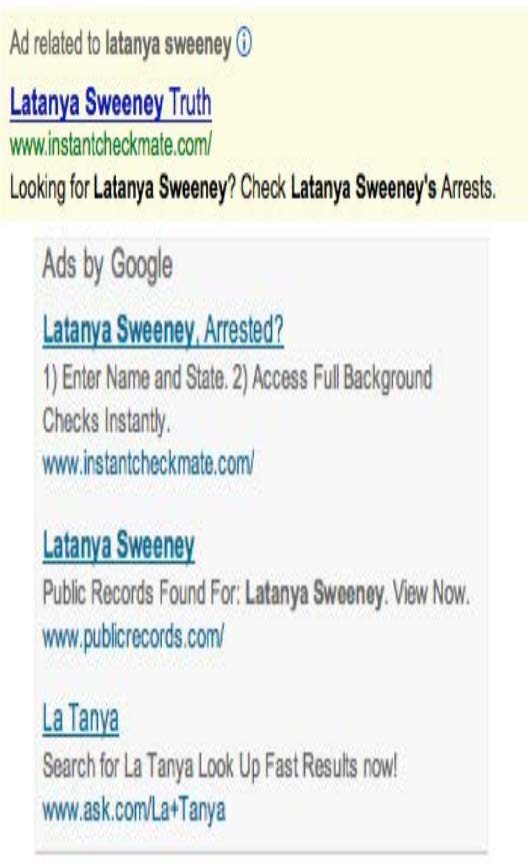 Ad related to latanya sweeney ⓘ
Latanya Sweeney Truth
www.instantcheckmate.com/
Looking for Latanya Sweeney? Check Latanya Sweeney's Arrests.
Ads by Google
Latanya Sweeney, Arrested?
1) Enter Name and State. 2) Access Full Background
Checks Instantly.
www.instantcheckmate.com/
Latanya Sweeney
Public Records Found For: Latanya Sweeney. View Now.
www.publicrecords.com/
La Tanya
Search for La Tanya Look Up Fast Results now!
www.ask.com/La+Tanya